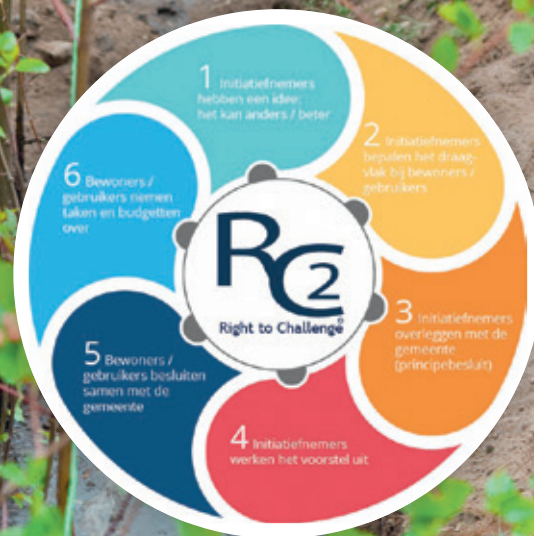 1 Initiatiefnemers
hebben een idee:
het kan anders / beter
2 Initiatiefnemers
bepalen het draag-
vlak bij bewoners /
gebruikers
3 Initiatiefnemers
overleggen met de
gemeente
(principebesluit)
4 Initiatiefnemers
werken het voorstel uit
5 Bewoners /
gebruikers besluiten
samen met de
gemeente
6 Bewoners /
gebruikers nemen
taken en budgetten
over
RC2
Right to Challenge®